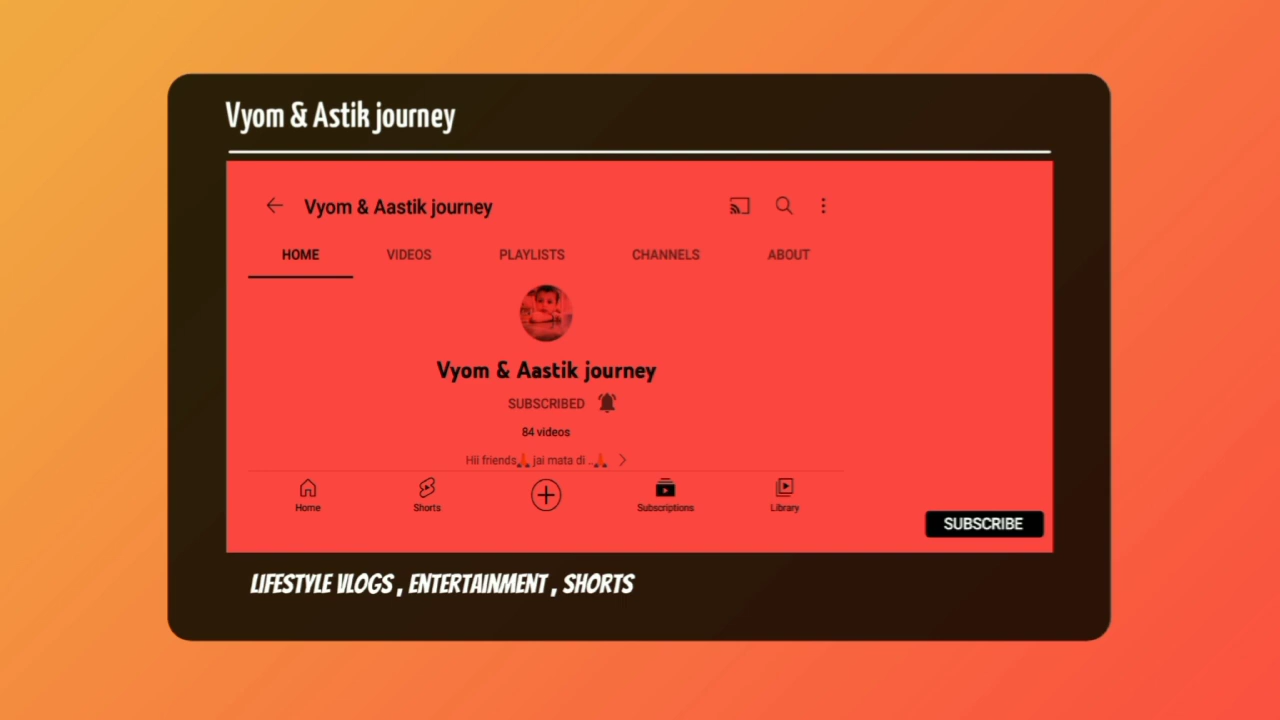 Vyom & Astik journey
Vyom & Aastik journey
HOME VIDEOS PLAYLISTS CHANNELS ABOUT
Vyom & Aastik journey
SUBSCRIBED
84 videos
Hii friends🙏 jai mata di ..🙏
Home Shorts Subscriptions Library
SUBSCRIBE
LIFESTYLE VLOGS , ENTERTAINMENT , SHORTS